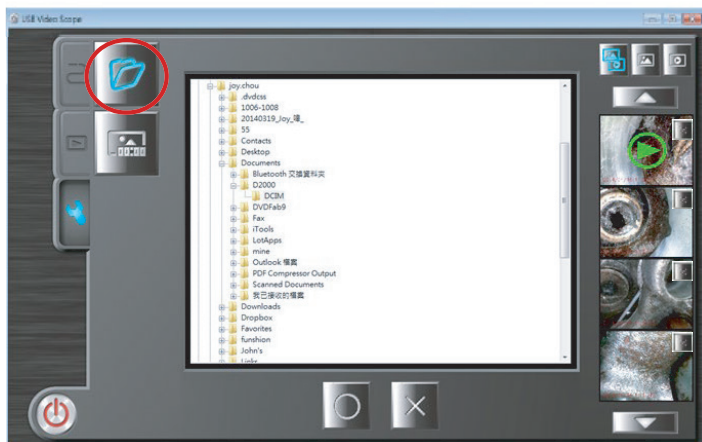 USB Video Scope
joy.chou
.dvdcss
1006-1008
55
Contacts
Desktop
Documents
Bluetooth 交換資料夾
D2000
DCIM
DVDFab9
Fax
iTools
LotApps
mine
Outlook 檔案
PDF Compressor Output
Scanned Documents
我已接收的檔案
Downloads
Dropbox
Favorites
funshion
John's
Links